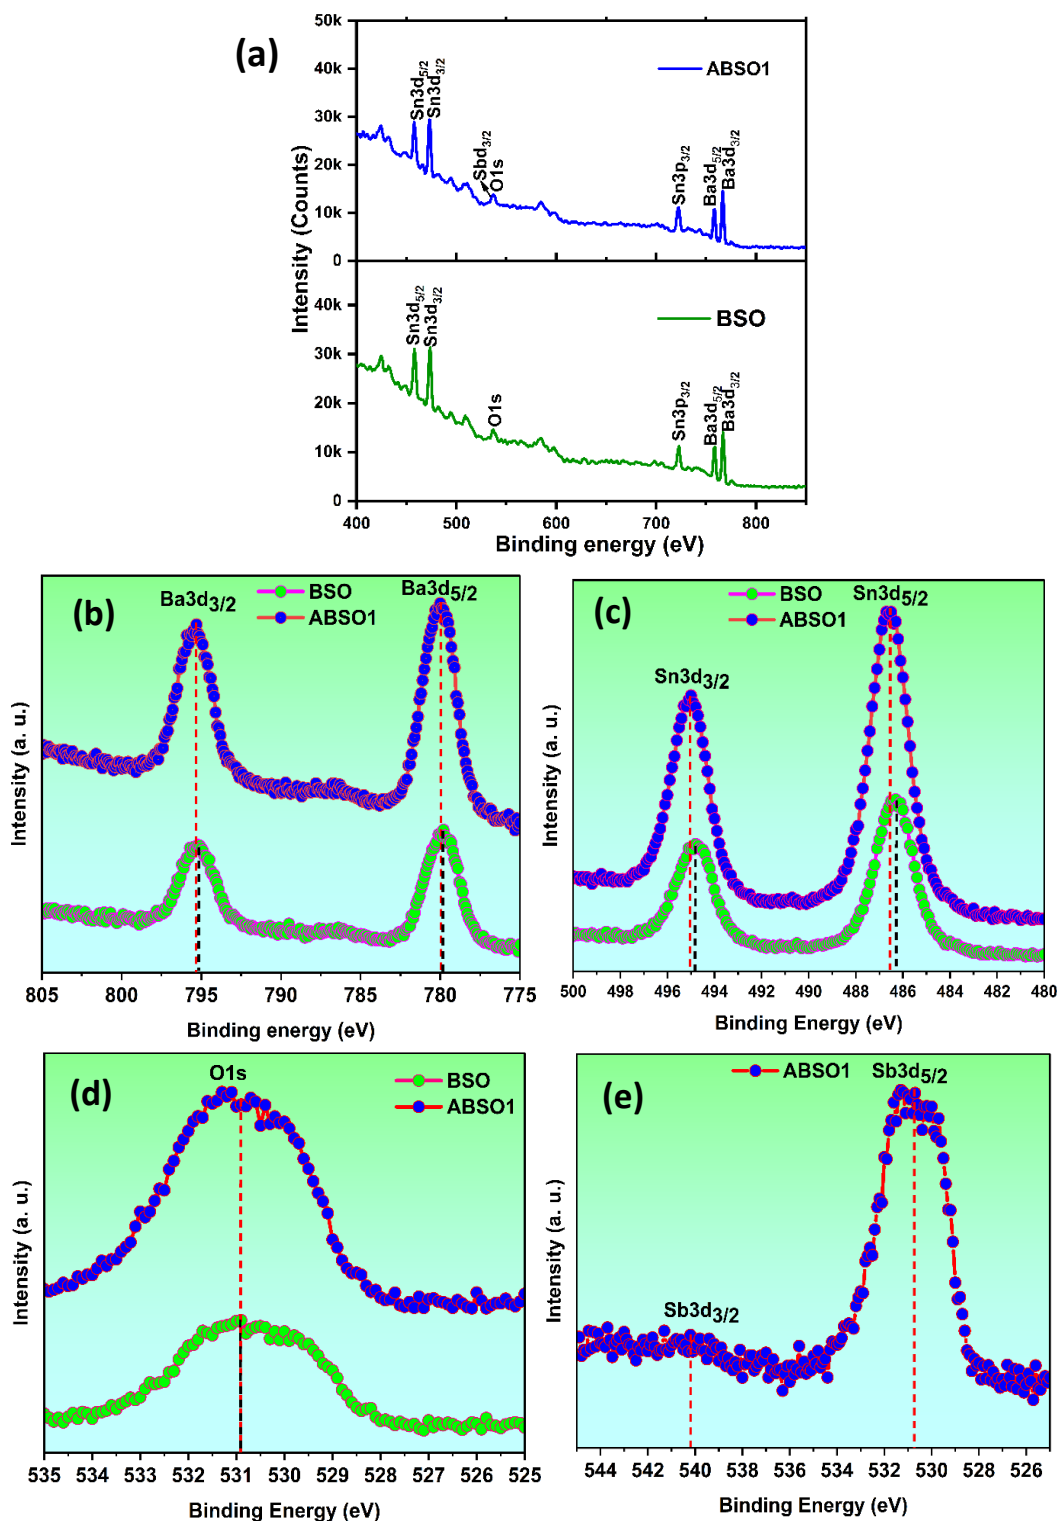 (a)
50k
40k
30k
20k
10k
0
Intensity (Counts)
ABSO1
Sn3d5/2
Sn3d3/2
Sbd3/2
O1s
Sn3p3/2
Ba3d5/2
Ba3d3/2
40k
30k
20k
10k
0
BSO
Sn3d5/2
Sn3d3/2
O1s
Sn3p3/2
Ba3d5/2
Ba3d3/2
400 500 600 700 800
Binding energy (eV)
(b)
BSO
ABSO1
Ba3d3/2
Ba3d5/2
Intensity (a. u.)
805 800 795 790 785 780 775
Binding energy (eV)
(c)
BSO
ABSO1
Sn3d5/2
Sn3d3/2
Intensity (a. u.)
500 498 496 494 492 490 488 486 484 482 480
Binding Energy (eV)
(d)
O1s
BSO
ABSO1
Intensity (a. u.)
535 534 533 532 531 530 529 528 527 526 525
Binding Energy (eV)
(e)
ABSO1
Sb3d5/2
Sb3d3/2
Intensity (a. u.)
544 542 540 538 536 534 532 530 528 526
Binding Energy (eV)